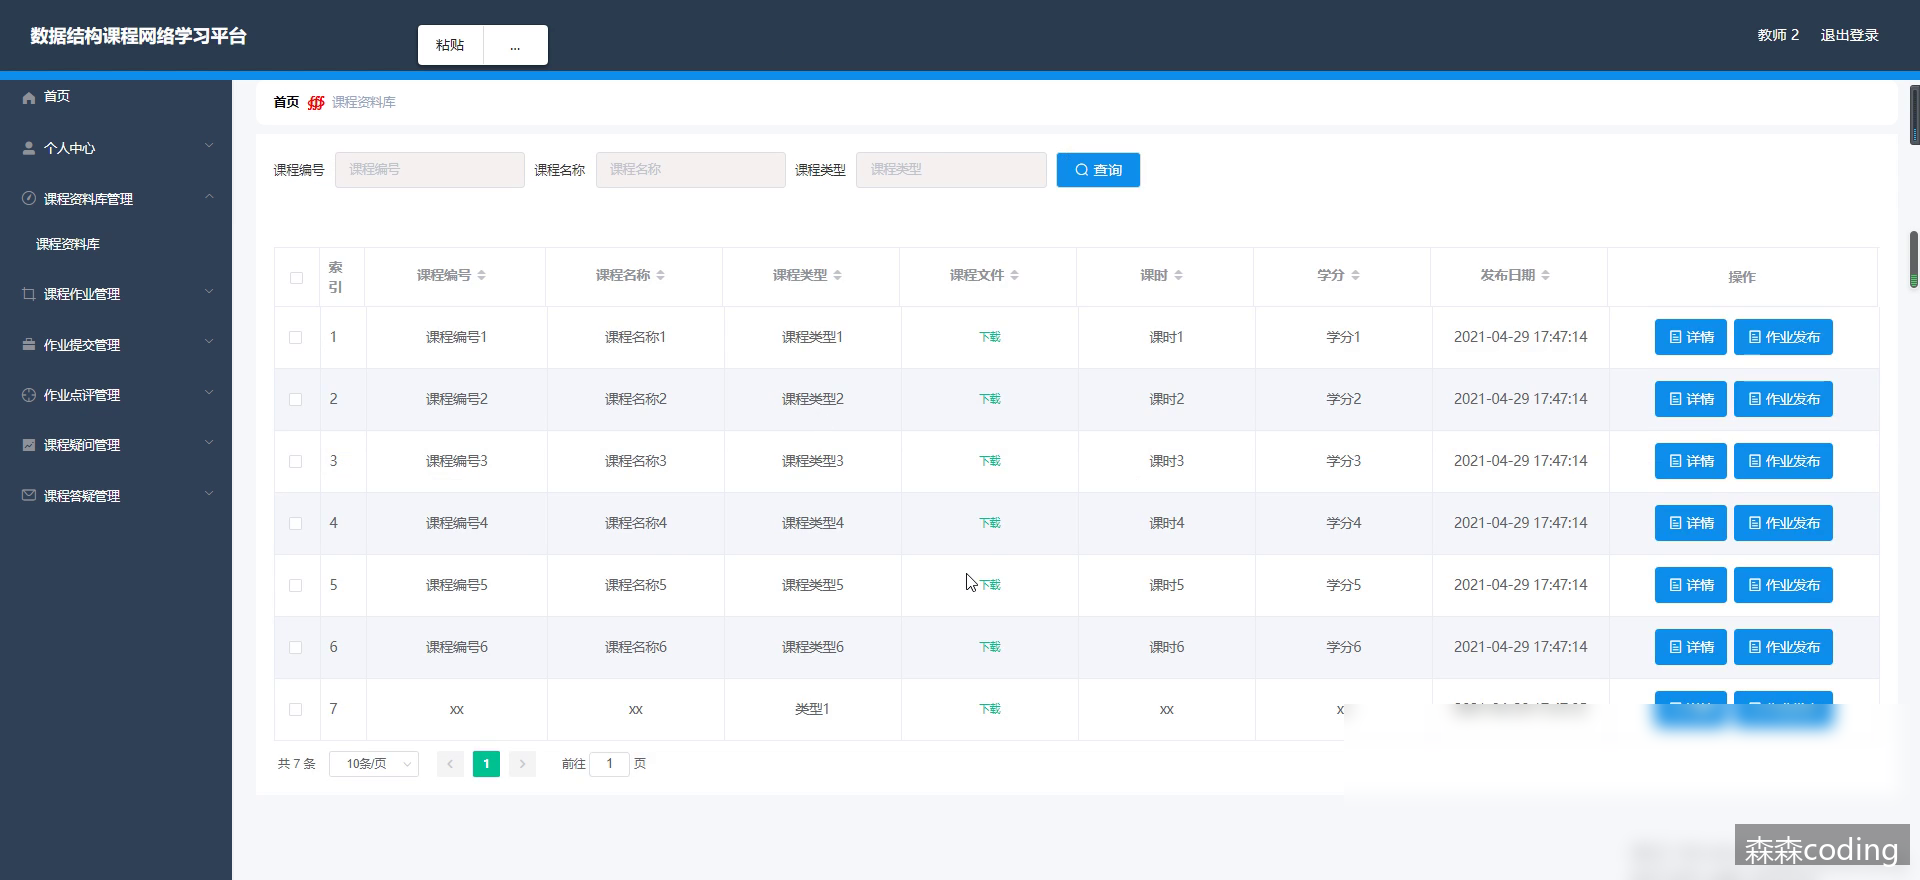 数据结构课程网络学习平台
粘贴 ...
教师 2 退出登录
首页
个人中心
课程资料库管理
课程资料库
课程作业管理
作业提交管理
作业点评管理
课程疑问管理
课程答疑管理
首页 课程资料库
课程编号 课程编号 课程名称 课程名称 课程类型 课程类型 查询
索引 课程编号 课程名称 课程类型 课程文件 课时 学分 发布日期 操作
1 课程编号1 课程名称1 课程类型1 下载 课时1 学分1 2021-04-29 17:47:14 详情 作业发布
2 课程编号2 课程名称2 课程类型2 下载 课时2 学分2 2021-04-29 17:47:14 详情 作业发布
3 课程编号3 课程名称3 课程类型3 下载 课时3 学分3 2021-04-29 17:47:14 详情 作业发布
4 课程编号4 课程名称4 课程类型4 下载 课时4 学分4 2021-04-29 17:47:14 详情 作业发布
5 课程编号5 课程名称5 课程类型5 下载 课时5 学分5 2021-04-29 17:47:14 详情 作业发布
6 课程编号6 课程名称6 课程类型6 下载 课时6 学分6 2021-04-29 17:47:14 详情 作业发布
7 xx xx 类型1 下载 xx
共 7 条 10条/页 1 前往 1 页
森森coding